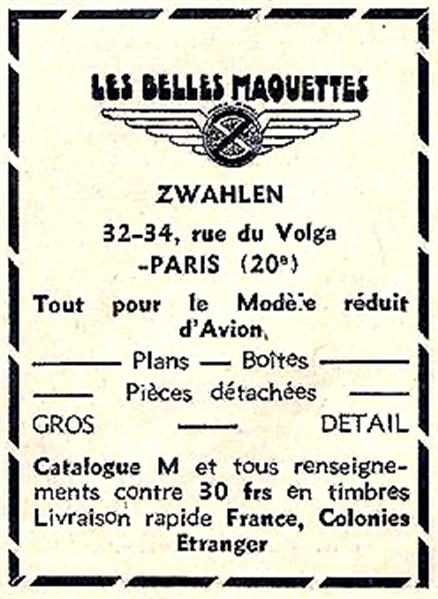 LES BELLES MAQUETTES
Z
ZWAHLEN
32-34, rue du Volga
-PARIS (20e)
Tout pour le Modèle réduit
d'Avion.
Plans — Boîtes
Pièces détachées
GROS — DETAIL
Catalogue M et tous renseigne-
ments contre 30 frs en timbres
Livraison rapide France, Colonies
Etranger